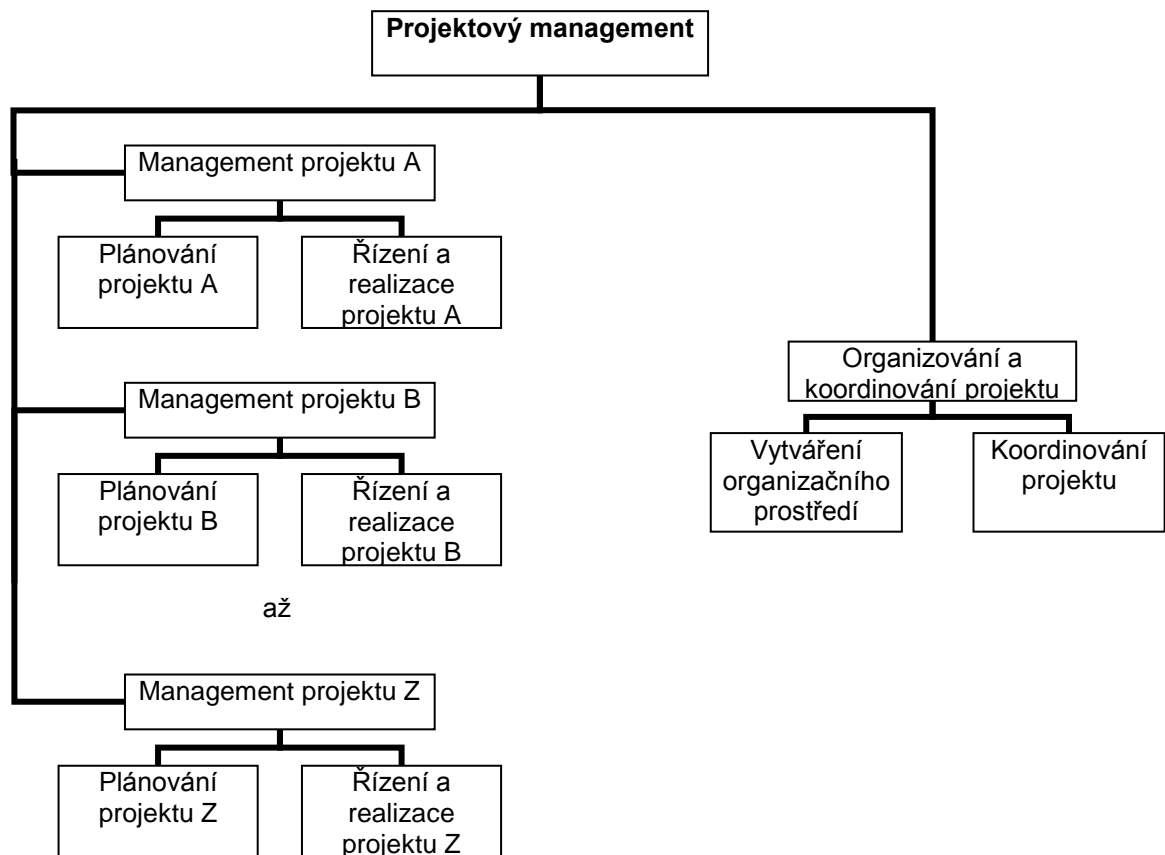 Projektový management
Management projektu A
Plánování
projektu A
Řízení a
realizace
projektu A
Organizování a
koordinování projektu
Vytváření
organizačního
prostředí
Koordinování
projektu
Management projektu B
Plánování
projektu B
Řízení a
realizace
projektu B
až
Management projektu Z
Plánování
projektu Z
Řízení a
realizace
projektu Z